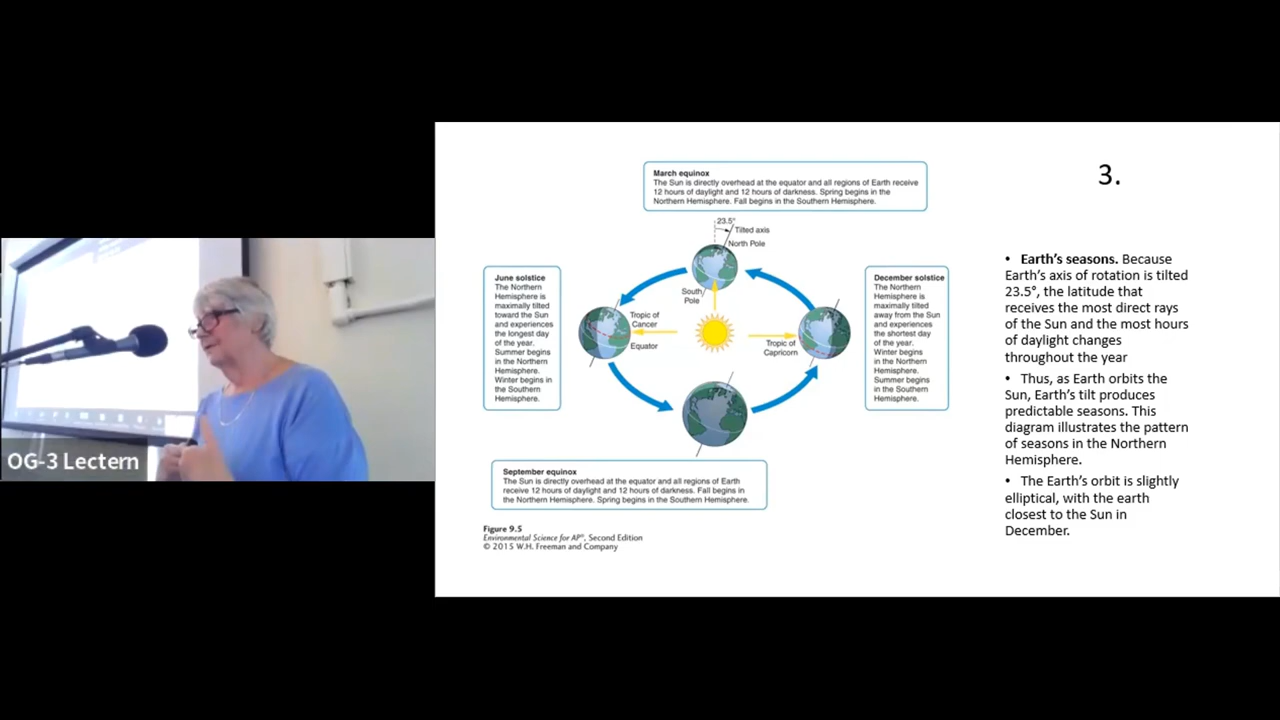 OG-3 Lectern
March equinox
The Sun is directly overhead at the equator and all regions of Earth receive
12 hours of daylight and 12 hours of darkness. Spring begins in the
Northern Hemisphere. Fall begins in the Southern Hemisphere.
23.5°
Tilted axis
North Pole
South
Pole
June solstice
The Northern
Hemisphere is
maximally tilted
toward the Sun
and experiences
the longest day
of the year.
Summer begins
in the Northern
Hemisphere.
Winter begins in
the Southern
Hemisphere.
Tropic of
Cancer
Equator
Tropic of
Capricorn
December solstice
The Northern
Hemisphere is
maximally tilted
away from the Sun
and experiences
the shortest day
of the year.
Winter begins
in the Northern
Hemisphere.
Summer begins
in the Southern
Hemisphere.
September equinox
The Sun is directly overhead at the equator and all regions of Earth
receive 12 hours of daylight and 12 hours of darkness. Fall begins in
the Northern Hemisphere. Spring begins in the Southern Hemisphere.
Figure 9.5
Environmental Science for AP®, Second Edition
© 2015 W.H. Freeman and Company
3.
• Earth's seasons. Because
Earth's axis of rotation is tilted
23.5°, the latitude that
receives the most direct rays
of the Sun and the most hours
of daylight changes
throughout the year
• Thus, as Earth orbits the
Sun, Earth's tilt produces
predictable seasons. This
diagram illustrates the pattern
of seasons in the Northern
Hemisphere.
• The Earth's orbit is slightly
elliptical, with the earth
closest to the Sun in
December.